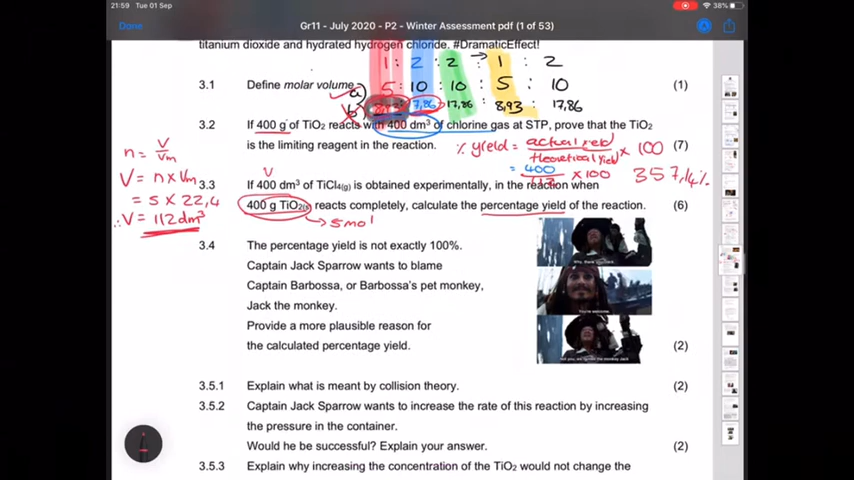 21:59 Tue 01 Sep
38%
Done
Gr11 - July 2020 - P2 - Winter Assessment pdf (1 of 53)
titanium dioxide and hydrated hydrogen chloride. #DramaticEffect!
1 : 2 : 2 → 1 : 2
3.1 Define molar volume. (1)
a) 5 : 10 : 10 : 5 : 10
b) 7,86 : 17,86 : 8,93 : 17,86
3.2 If 400 g of TiO2 reacts with 400 dm3 of chlorine gas at STP, prove that the TiO2
is the limiting reagent in the reaction. (7)
% yield = actual yield / theoretical yield × 100
= 400 / 112 × 100
357,14%
n = V / Vm
V = n × Vm
= 5 × 22,4
∴ V = 112 dm3
V
3.3 If 400 dm3 of TiCl4(g) is obtained experimentally, in the reaction when
400 g TiO2(s) reacts completely, calculate the percentage yield of the reaction. (6)
→ 5 mol
3.4 The percentage yield is not exactly 100%.
Captain Jack Sparrow wants to blame
Captain Barbossa, or Barbossa's pet monkey,
Jack the monkey.
Provide a more plausible reason for
the calculated percentage yield. (2)
You're welcome.
3.5.1 Explain what is meant by collision theory. (2)
3.5.2 Captain Jack Sparrow wants to increase the rate of this reaction by increasing
the pressure in the container.
Would he be successful? Explain your answer. (2)
3.5.3 Explain why increasing the concentration of the TiO2 would not change the